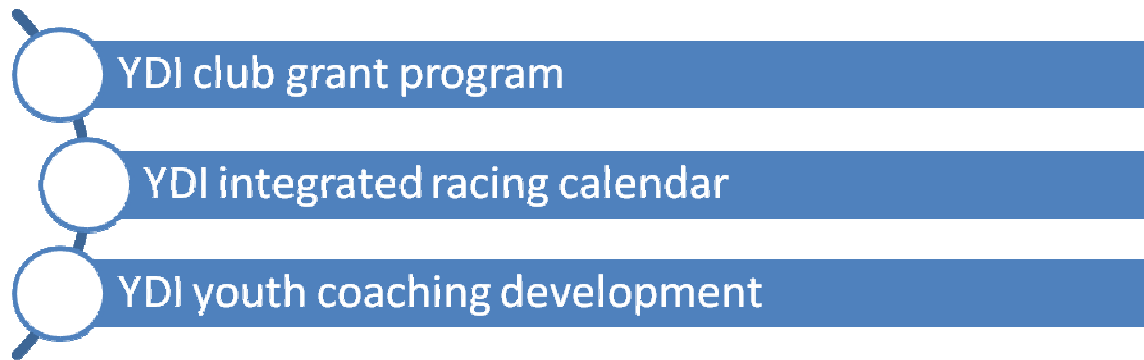 YDI club grant program
YDI integrated racing calendar
YDI youth coaching development